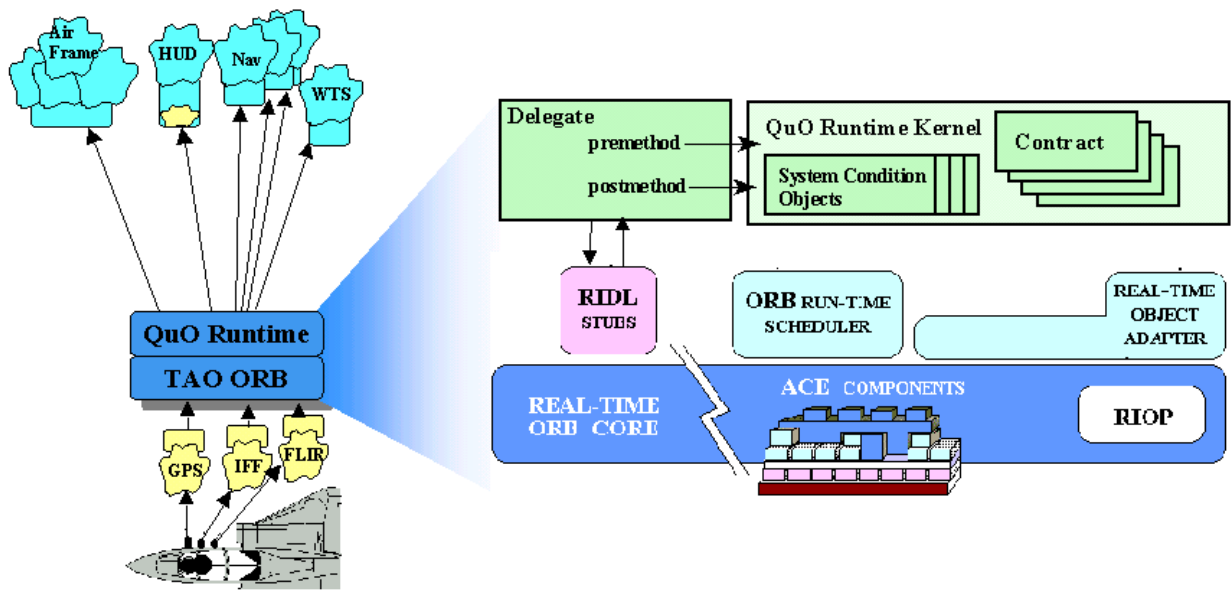 Air
Frame
HUD
Nav
WTS
QuO Runtime
TAO ORB
GPS
IFF
FLIR
Delegate
premethod
postmethod
QuO Runtime Kernel
System Condition
Objects
Contract
RIDL
STUBS
ORB RUN-TIME
SCHEDULER
REAL-TIME
OBJECT
ADAPTER
REAL-TIME
ORB CORE
ACE COMPONENTS
RIOP